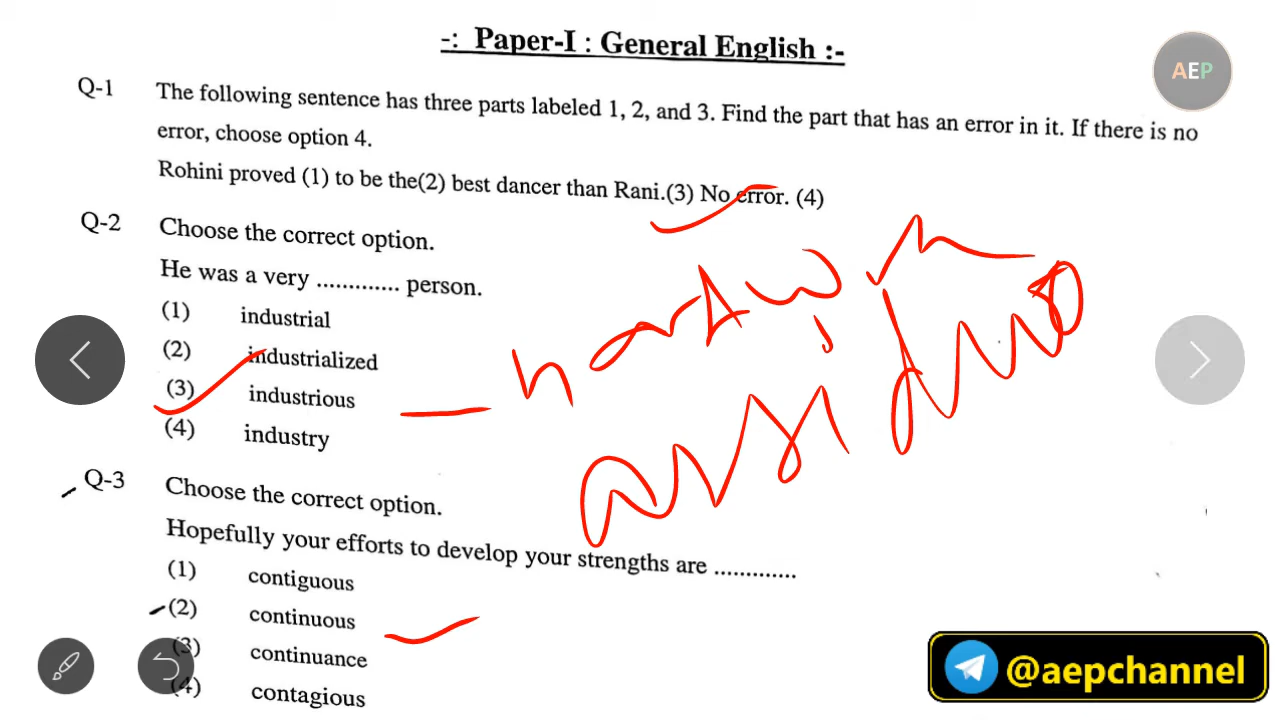 -: Paper-I : General English :-
AEP
Q-1 The following sentence has three parts labeled 1, 2, and 3. Find the part that has an error in it. If there is no
error, choose option 4.
Rohini proved (1) to be the(2) best dancer than Rani.(3) No error. (4)
Q-2 Choose the correct option.
He was a very ............. person.
(1) industrial
(2) industrialized
(3) industrious
(4) industry
Q-3 Choose the correct option.
Hopefully your efforts to develop your strengths are .............
(1) contiguous
(2) continuous
(3) continuance
(4) contagious
@aepchannel